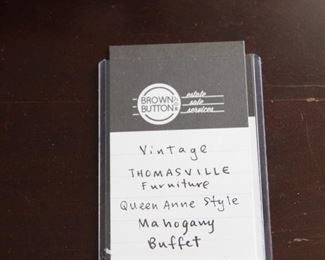 BROWN
BUTTON
estate
sale
services
Vintage
THOMASVILLE
Furniture
Queen Anne Style
Mahogany
Buffet